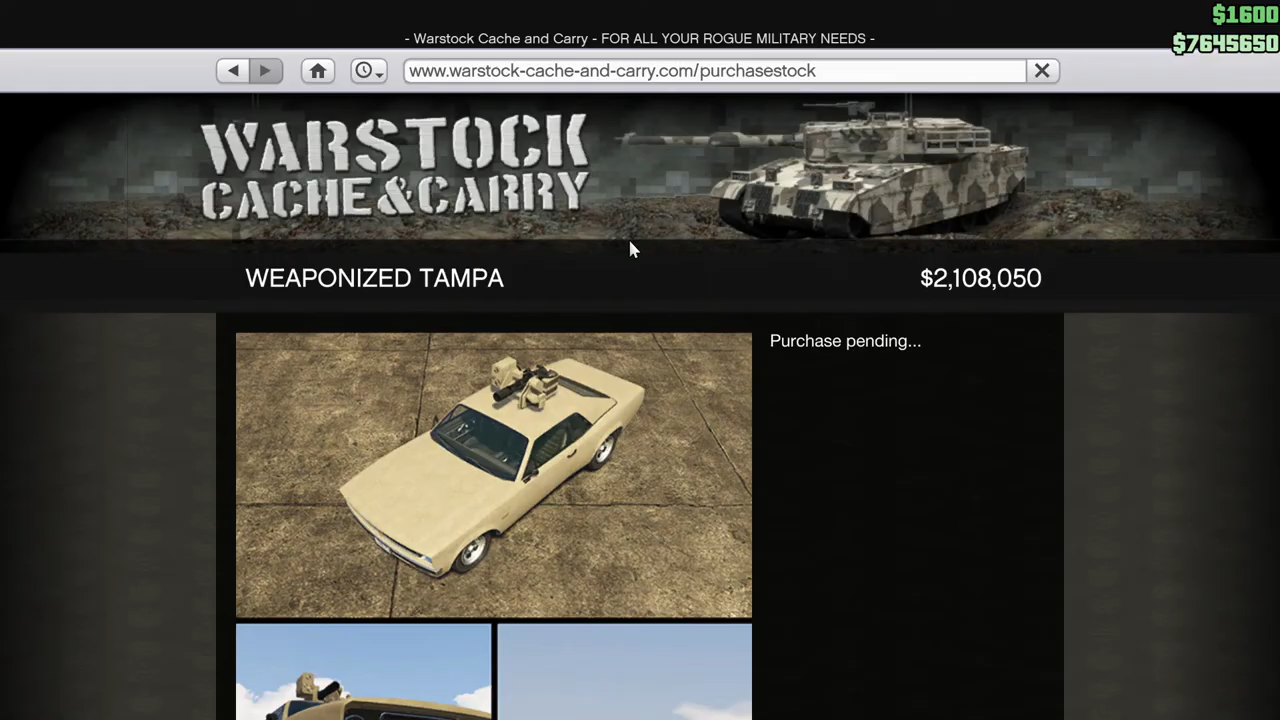 $1600
- Warstock Cache and Carry - FOR ALL YOUR ROGUE MILITARY NEEDS -
$7645650
www.warstock-cache-and-carry.com/purchasestock
WARSTOCK
CACHE&CARRY
WEAPONIZED TAMPA
$2,108,050
Purchase pending...